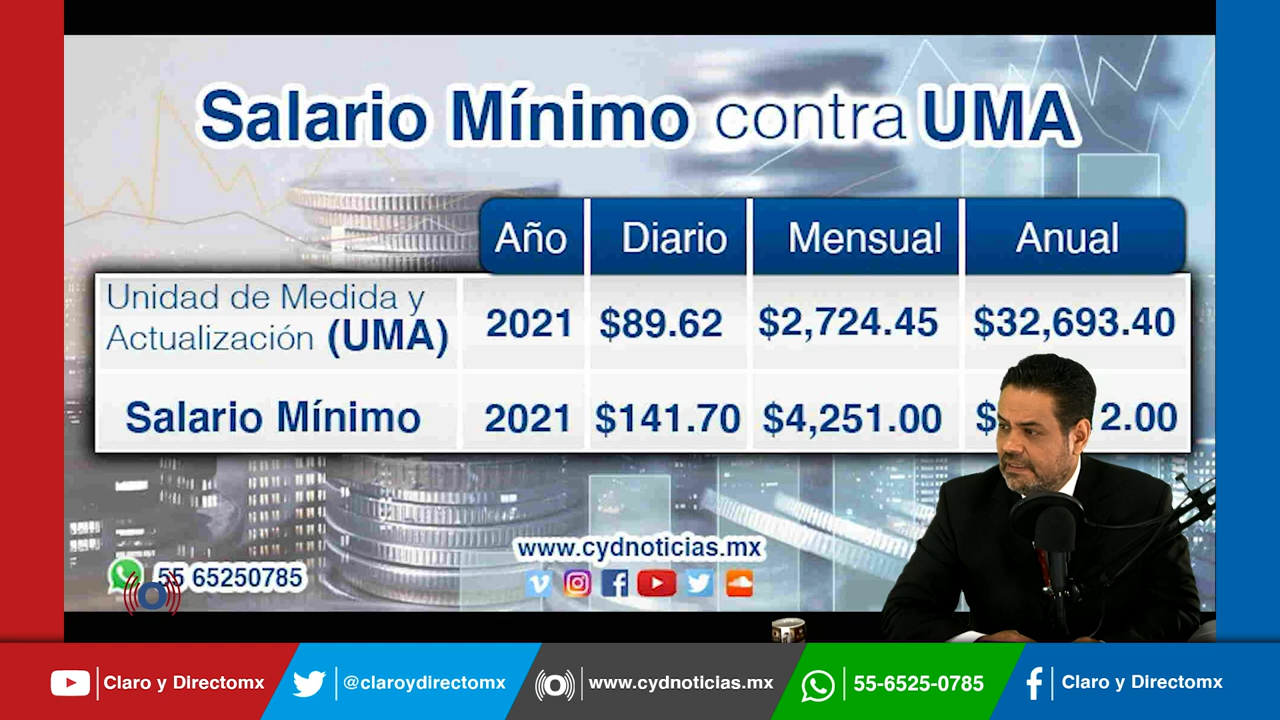 Salario Mínimo contra UMA
Año Diario Mensual Anual
Unidad de Medida y
Actualización (UMA) 2021 $89.62 $2,724.45 $32,693.40
Salario Mínimo 2021 $141.70 $4,251.00 2.00
www.cydnoticias.mx
55 65250785
Claro y Directomx @claroydirectomx www.cydnoticias.mx 55-6525-0785 Claro y Directomx